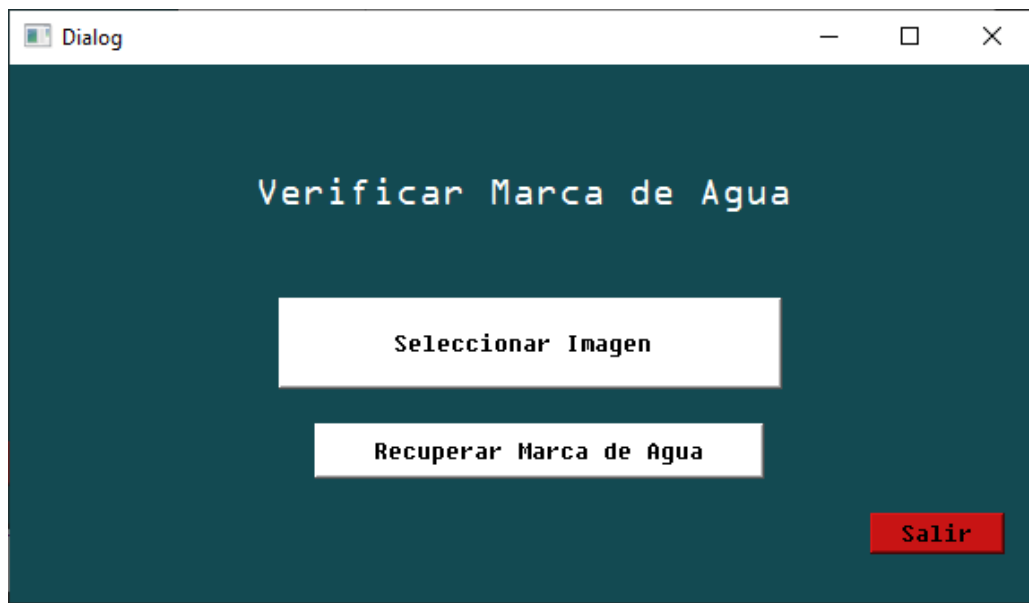 Dialog
Verificar Marca de Agua
Seleccionar Imagen
Recuperar Marca de Agua
Salir